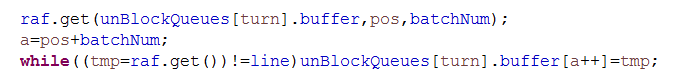 raf.get(unBlockQueues[turn].buffer,pos,batchNum);
a=pos+batchNum;
while((tmp=raf.get())!=line)unBlockQueues[turn].buffer[a++]=tmp;